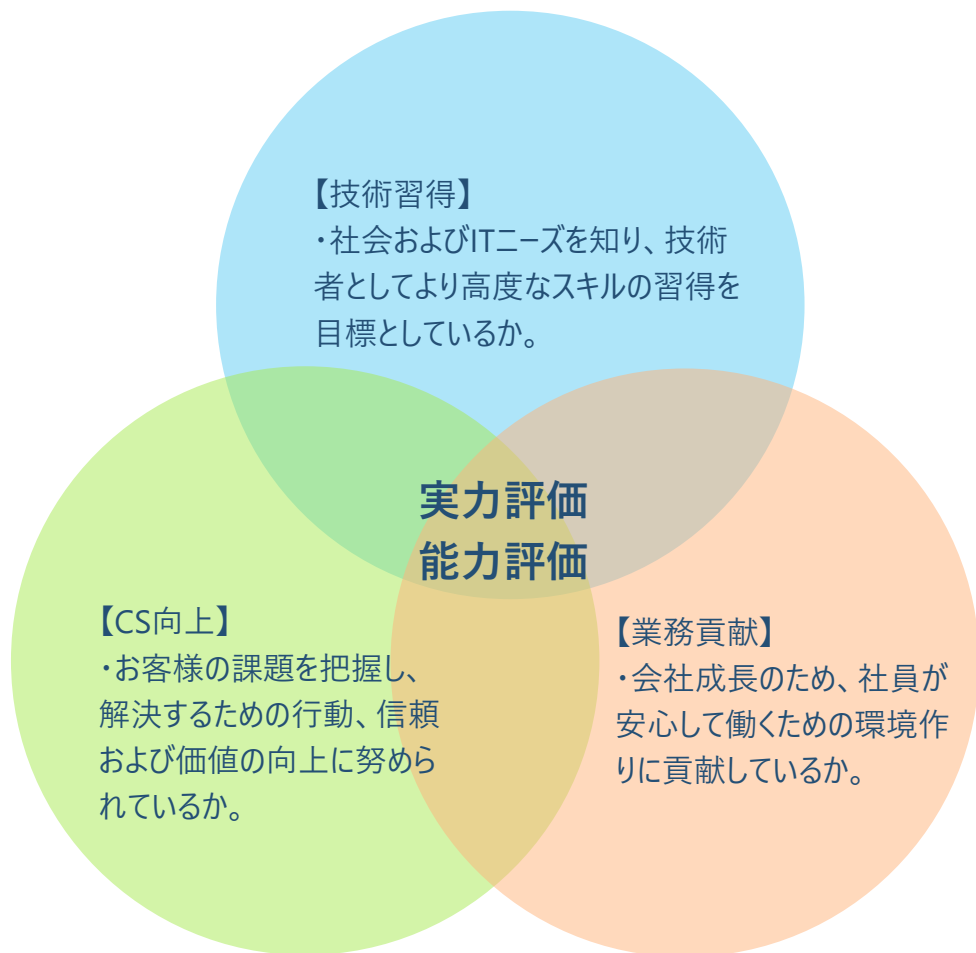 【技術習得】
・社会およびITニーズを知り、技術
者としてより高度なスキルの習得を
目標としているか。
実力評価
能力評価
【CS向上】
・お客様の課題を把握し、
解決するための行動、信頼
および価値の向上に努めら
れているか。
【業務貢献】
・会社成長のため、社員が
安心して働くための環境作
りに貢献しているか。